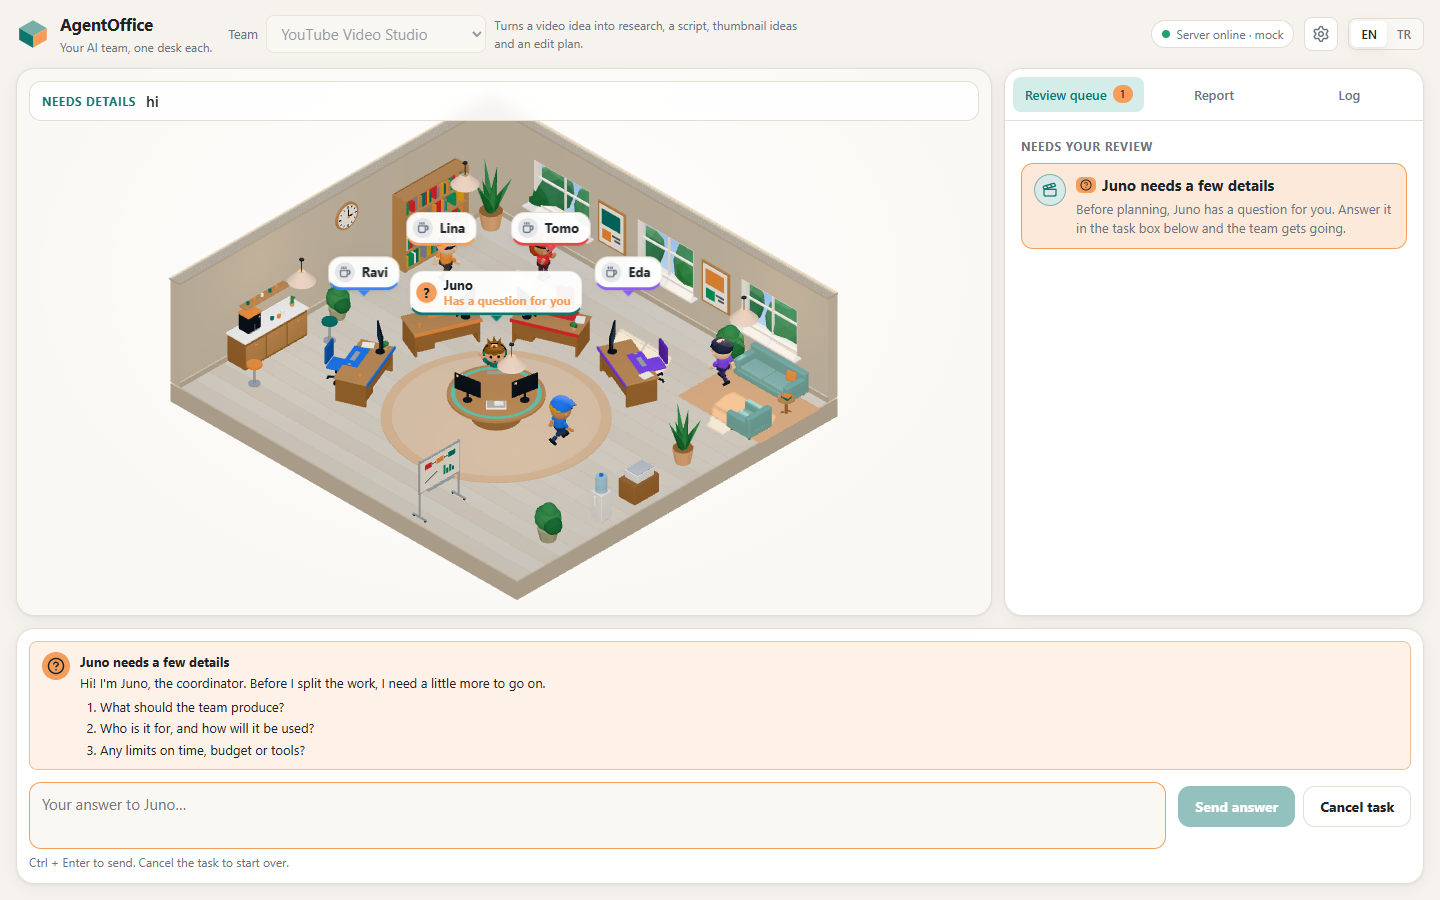 AgentOffice
Your AI team, one desk each.
Team
YouTube Video Studio
Turns a video idea into research, a script, thumbnail ideas
and an edit plan.
Server online · mock
EN
TR
NEEDS DETAILS hi
Lina
Tomo
Ravi
Juno
Has a question for you
Eda
Review queue 1
Report
Log
NEEDS YOUR REVIEW
Juno needs a few details
Before planning, Juno has a question for you. Answer it
in the task box below and the team gets going.
Juno needs a few details
Hi! I'm Juno, the coordinator. Before I split the work, I need a little more to go on.
1. What should the team produce?
2. Who is it for, and how will it be used?
3. Any limits on time, budget or tools?
Your answer to Juno...
Send answer
Cancel task
Ctrl + Enter to send. Cancel the task to start over.